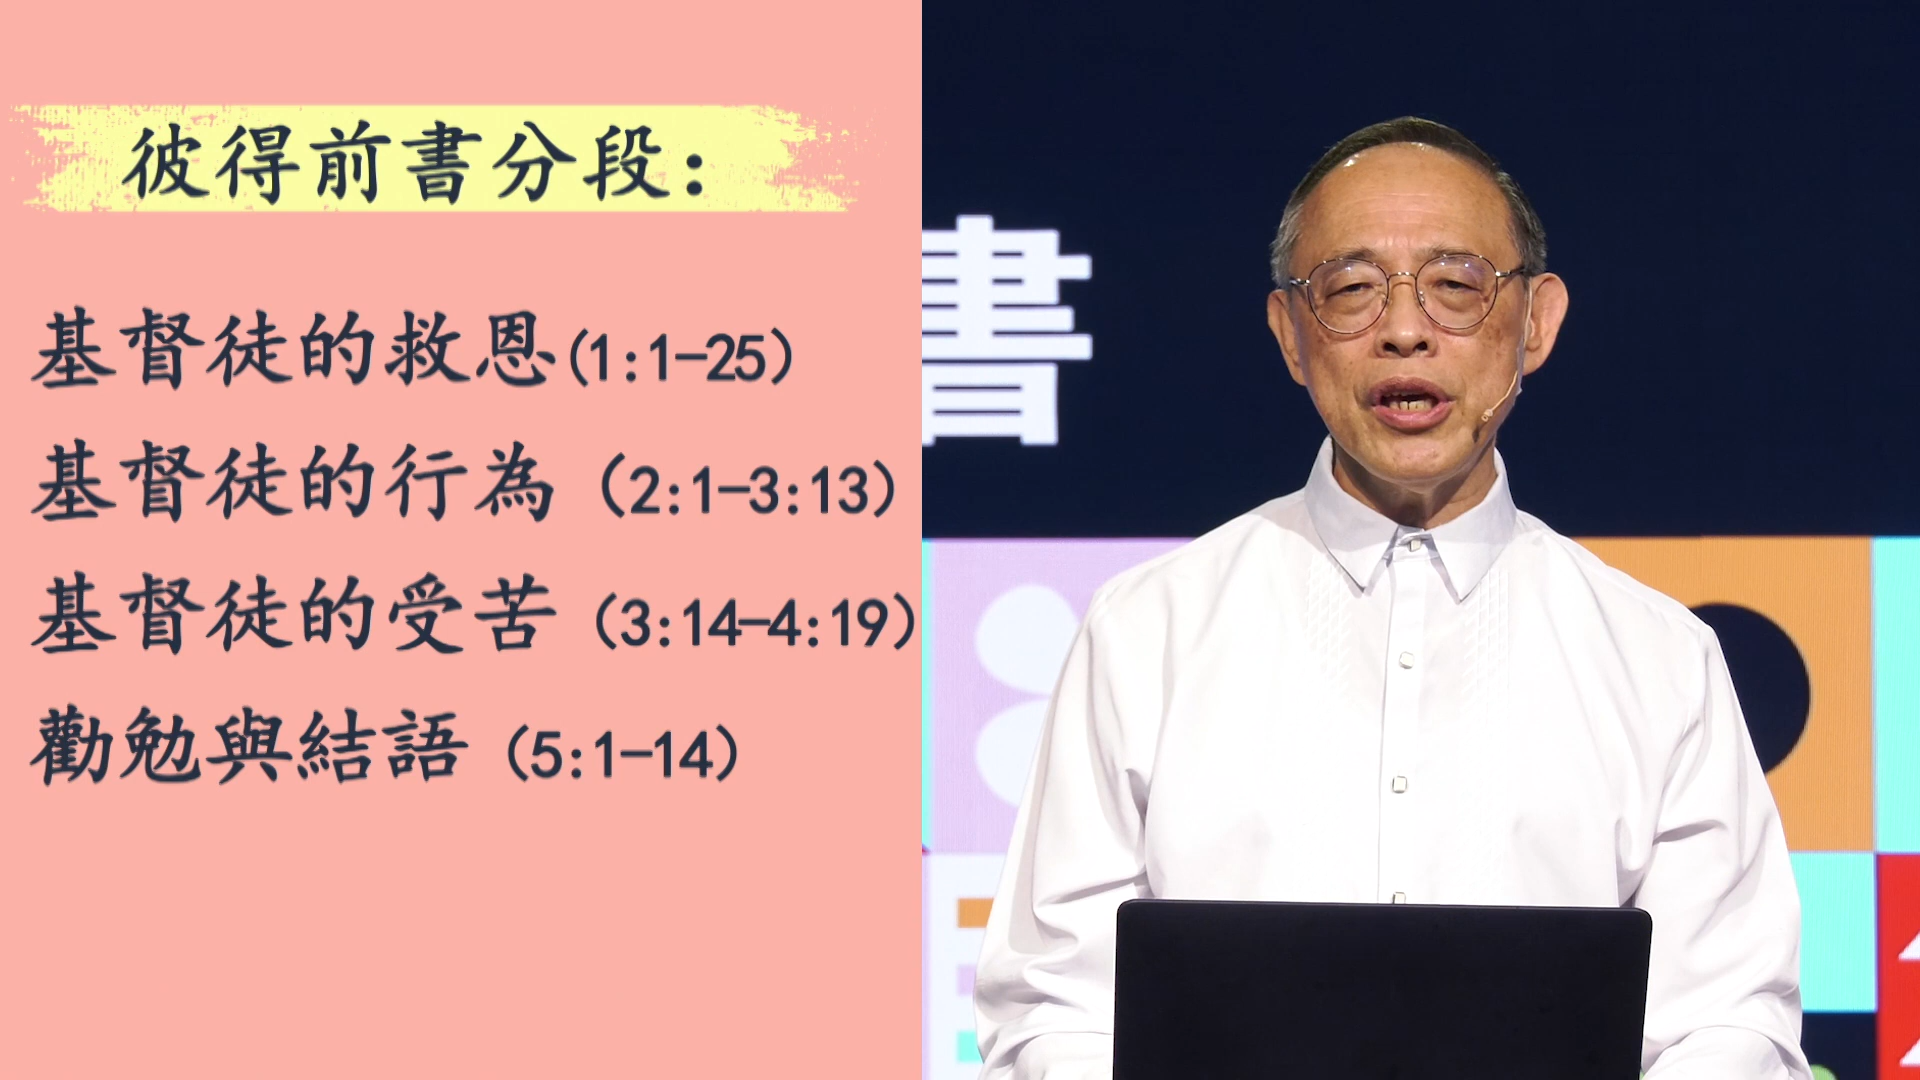 彼得前書分段：
基督徒的救恩(1:1-25)
基督徒的行為（2:1-3:13）
基督徒的受苦（3:14-4:19）
勸勉與結語（5:1-14）
書